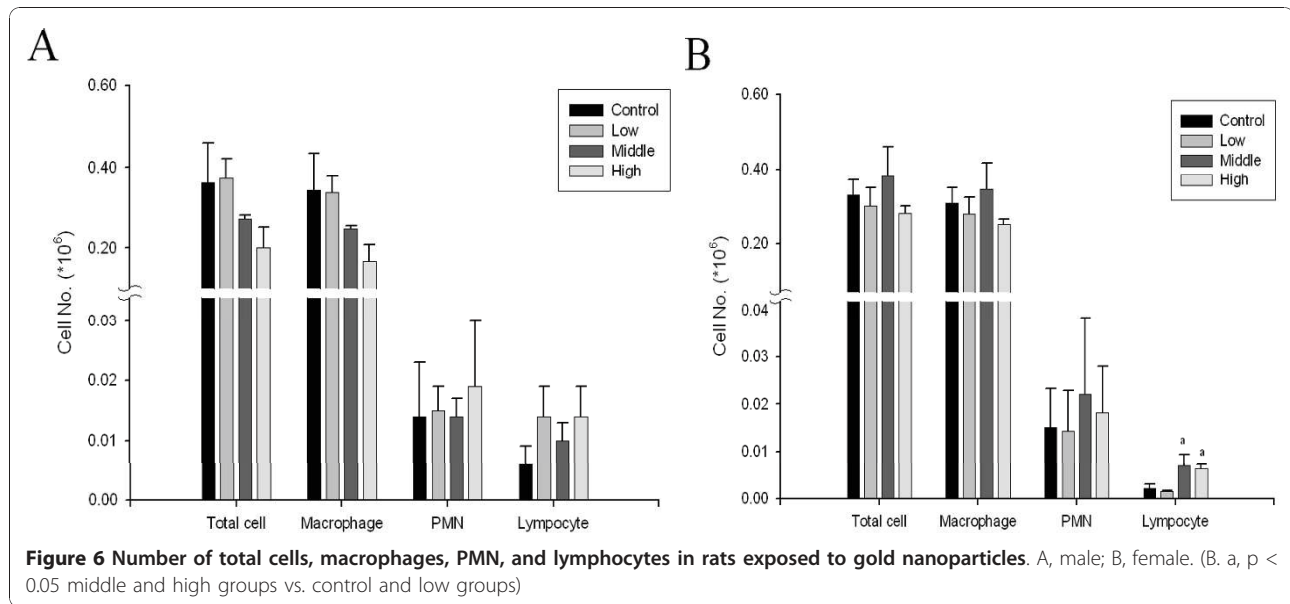 A
0.60
0.40
0.20
0.03
0.02
0.01
0.00
Cell No. (*10⁶)
Control
Low
Middle
High
Total cell
Macrophage
PMN
Lympocyte
B
0.60
0.40
0.20
0.04
0.03
0.02
0.01
0.00
Cell No. (*10⁶)
Control
Low
Middle
High
a
a
Total cell
Macrophage
PMN
Lympocyte
Figure 6 Number of total cells, macrophages, PMN, and lymphocytes in rats exposed to gold nanoparticles. A, male; B, female. (B. a, p <
0.05 middle and high groups vs. control and low groups)